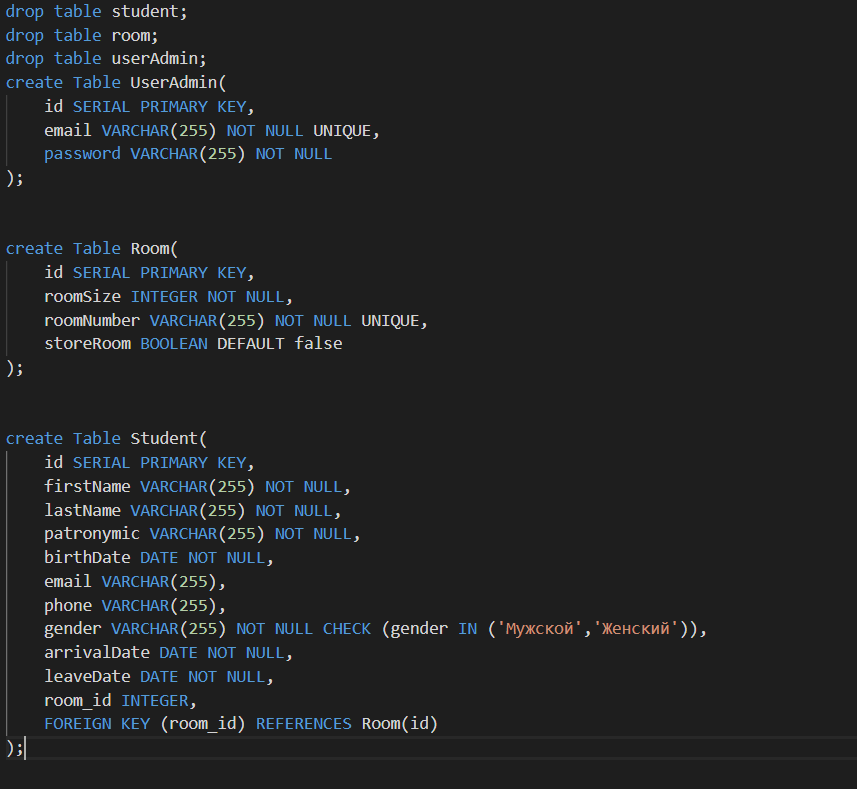 drop table student;
drop table room;
drop table userAdmin;
create Table UserAdmin(
    id SERIAL PRIMARY KEY,
    email VARCHAR(255) NOT NULL UNIQUE,
    password VARCHAR(255) NOT NULL
);
create Table Room(
    id SERIAL PRIMARY KEY,
    roomSize INTEGER NOT NULL,
    roomNumber VARCHAR(255) NOT NULL UNIQUE,
    storeRoom BOOLEAN DEFAULT false
);
create Table Student(
    id SERIAL PRIMARY KEY,
    firstName VARCHAR(255) NOT NULL,
    lastName VARCHAR(255) NOT NULL,
    patronymic VARCHAR(255) NOT NULL,
    birthDate DATE NOT NULL,
    email VARCHAR(255),
    phone VARCHAR(255),
    gender VARCHAR(255) NOT NULL CHECK (gender IN ('Мужской','Женский')),
    arrivalDate DATE NOT NULL,
    leaveDate DATE NOT NULL,
    room_id INTEGER,
    FOREIGN KEY (room_id) REFERENCES Room(id)
);